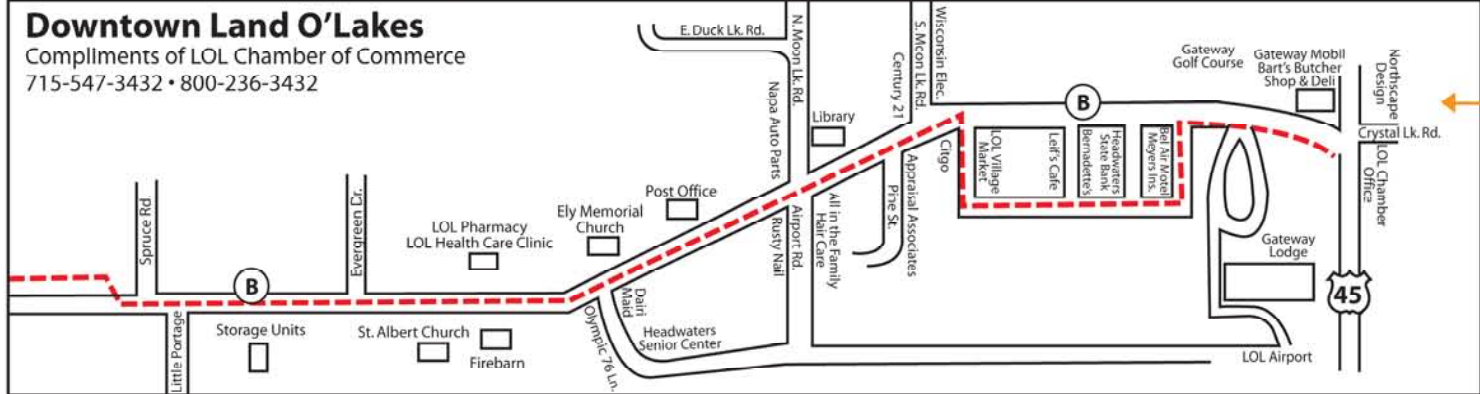 Downtown Land O'Lakes
Compliments of LOL Chamber of Commerce
715-547-3432 • 800-236-3432
E. Duck Lk. Rd.
N. Moon Lk. Rd.
Napa Auto Parts
Library
Century 21
S. Moon Lk. Rd.
Wisconsin Elec.
B
Gateway
Golf Course
Gateway Mobil
Bart's Butcher
Shop & Deli
Northscape
Design
Crystal Lk. Rd.
LOL Chamber
Office
Citgo
LOL Village
Market
Leif's Cafe
Bernadette's
Headwaters
State Bank
Bel Air Motel
Meyers Ins.
Appraisal Associates
Pine St.
All in the Family
Hair Care
Airport Rd.
Rusty Nail
Post Office
Ely Memorial
Church
LOL Pharmacy
LOL Health Care Clinic
Evergreen Dr.
Spruce Rd.
B
Gateway
Lodge
45
Little Portage
Storage Units
St. Albert Church
Firebarn
Olympic 76 Ln.
Dairi
Maid
Headwaters
Senior Center
LOL Airport